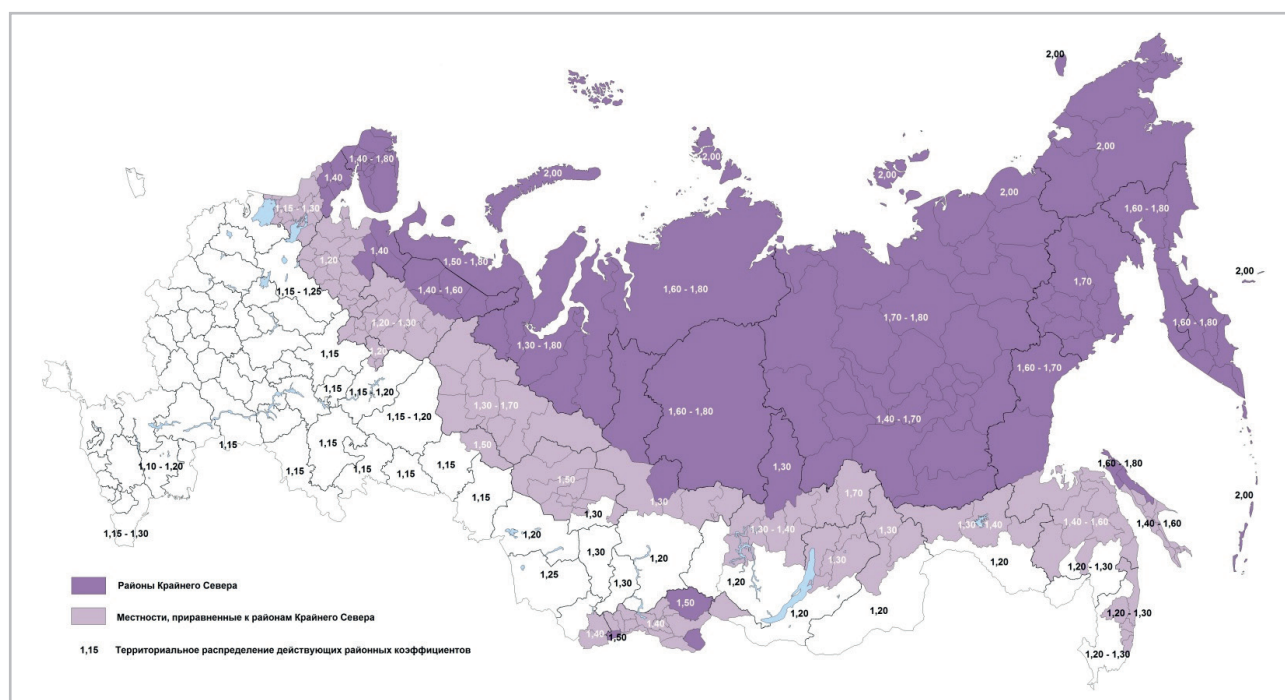 2,00
2,00
1,40 - 1,80
2,00
1,40
2,00
2,00
2,00
1,15 - 1,30
1,60 - 1,80
1,40
1,20
1,50 - 1,80
2,00
1,70
1,15 - 1,25
1,40 - 1,60
1,60 - 1,80
1,70 - 1,80
1,60 - 1,80
1,20 - 1,30
1,30 - 1,80
1,15
1,20
1,60 - 1,80
1,60 - 1,70
1,15
1,15 - 1,20
1,30 - 1,70
1,40 - 1,70
1,15 - 1,20
1,15
1,50
1,10 - 1,20
1,15
1,30
1,60 - 1,80
1,15
1,15
1,15
1,50
1,30
1,70
2,00
1,15
1,30
1,30 - 1,40
1,30
1,30 - 1,40
1,40 - 1,60
1,40 - 1,60
1,15 - 1,30
1,20
1,30
1,20
1,30
1,20
1,20 - 1,30
1,25
1,30
1,20
Районы Крайнего Севера
1,50
1,20
1,20
1,20 - 1,30
Местности, приравненные к районам Крайнего Севера
1,40
1,50
1,40
1,15 Территориальное распределение действующих районных коэффициентов
1,20 - 1,30